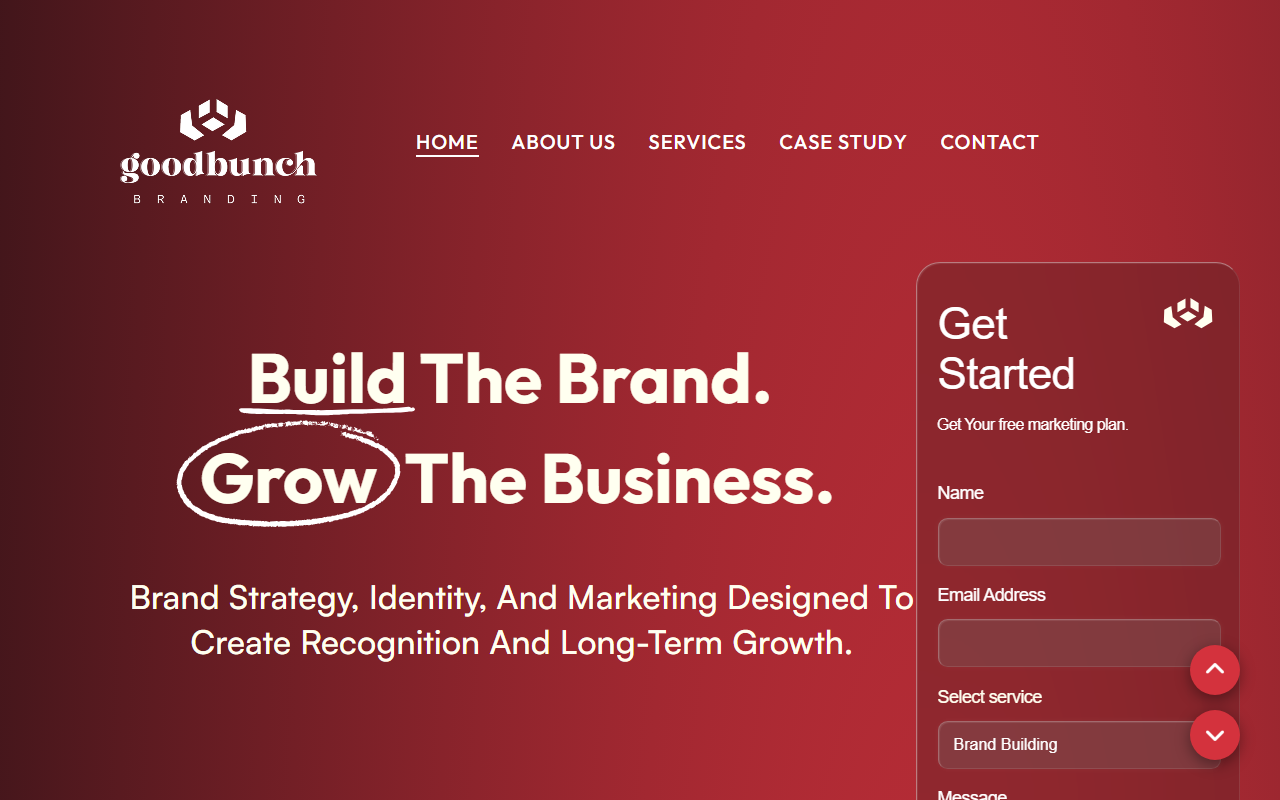 goodbunch
BRANDING
HOME ABOUT US SERVICES CASE STUDY CONTACT
Build The Brand.
Grow The Business.
Brand Strategy, Identity, And Marketing Designed To
Create Recognition And Long-Term Growth.
Get
Started
Get Your free marketing plan.
Name
Email Address
Select service
Brand Building
Message